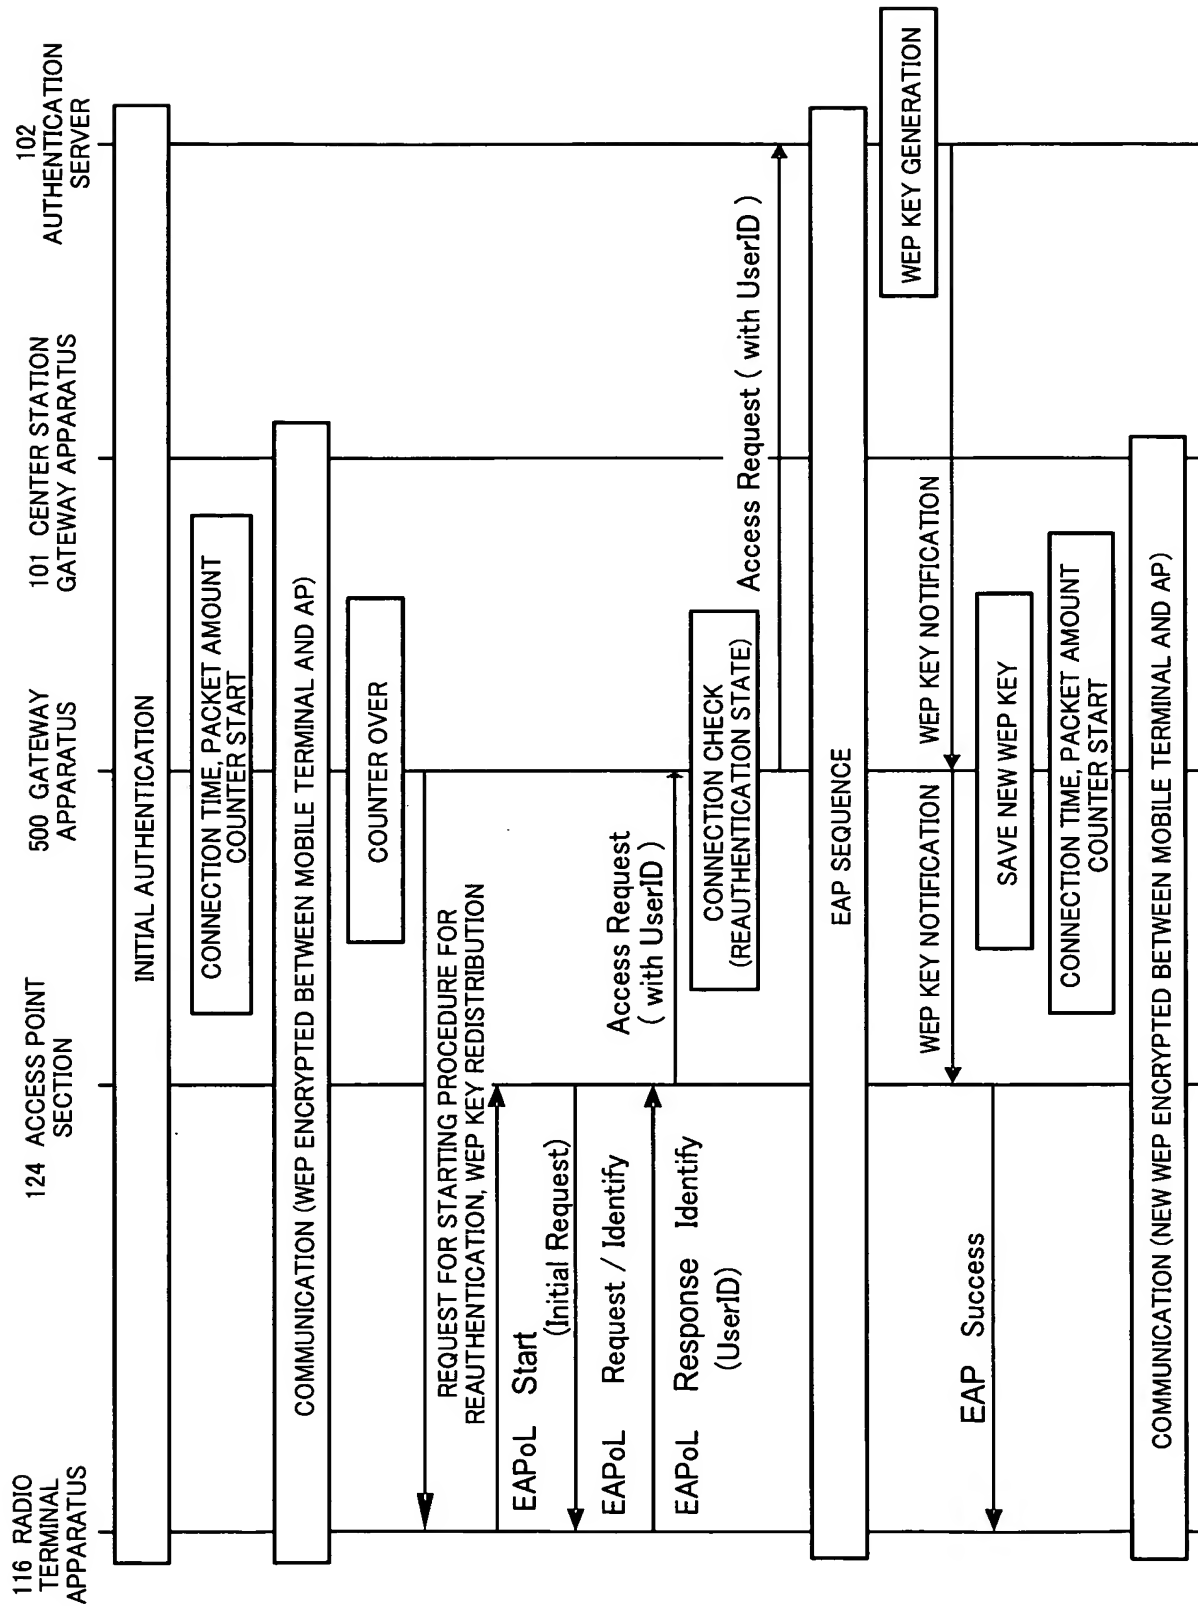 116 RADIO
TERMINAL
APPARATUS
124 ACCESS POINT
SECTION
500 GATEWAY
APPARATUS
101 CENTER STATION
GATEWAY APPARATUS
102
AUTHENTICATION
SERVER
INITIAL AUTHENTICATION
CONNECTION TIME, PACKET AMOUNT
COUNTER START
COMMUNICATION (WEP ENCRYPTED BETWEEN MOBILE TERMINAL AND AP)
COUNTER OVER
REQUEST FOR STARTING PROCEDURE FOR
REAUTHENTICATION, WEP KEY REDISTRIBUTION
EAPoL Start
(Initial Request)
EAPoL Request / Identify
EAPoL Response Identify
(UserID)
Access Request
( with UserID )
CONNECTION CHECK
(REAUTHENTICATION STATE)
Access Request ( with UserID )
EAP SEQUENCE
WEP KEY GENERATION
WEP KEY NOTIFICATION
WEP KEY NOTIFICATION
EAP Success
SAVE NEW WEP KEY
CONNECTION TIME, PACKET AMOUNT
COUNTER START
COMMUNICATION (NEW WEP ENCRYPTED BETWEEN MOBILE TERMINAL AND AP)